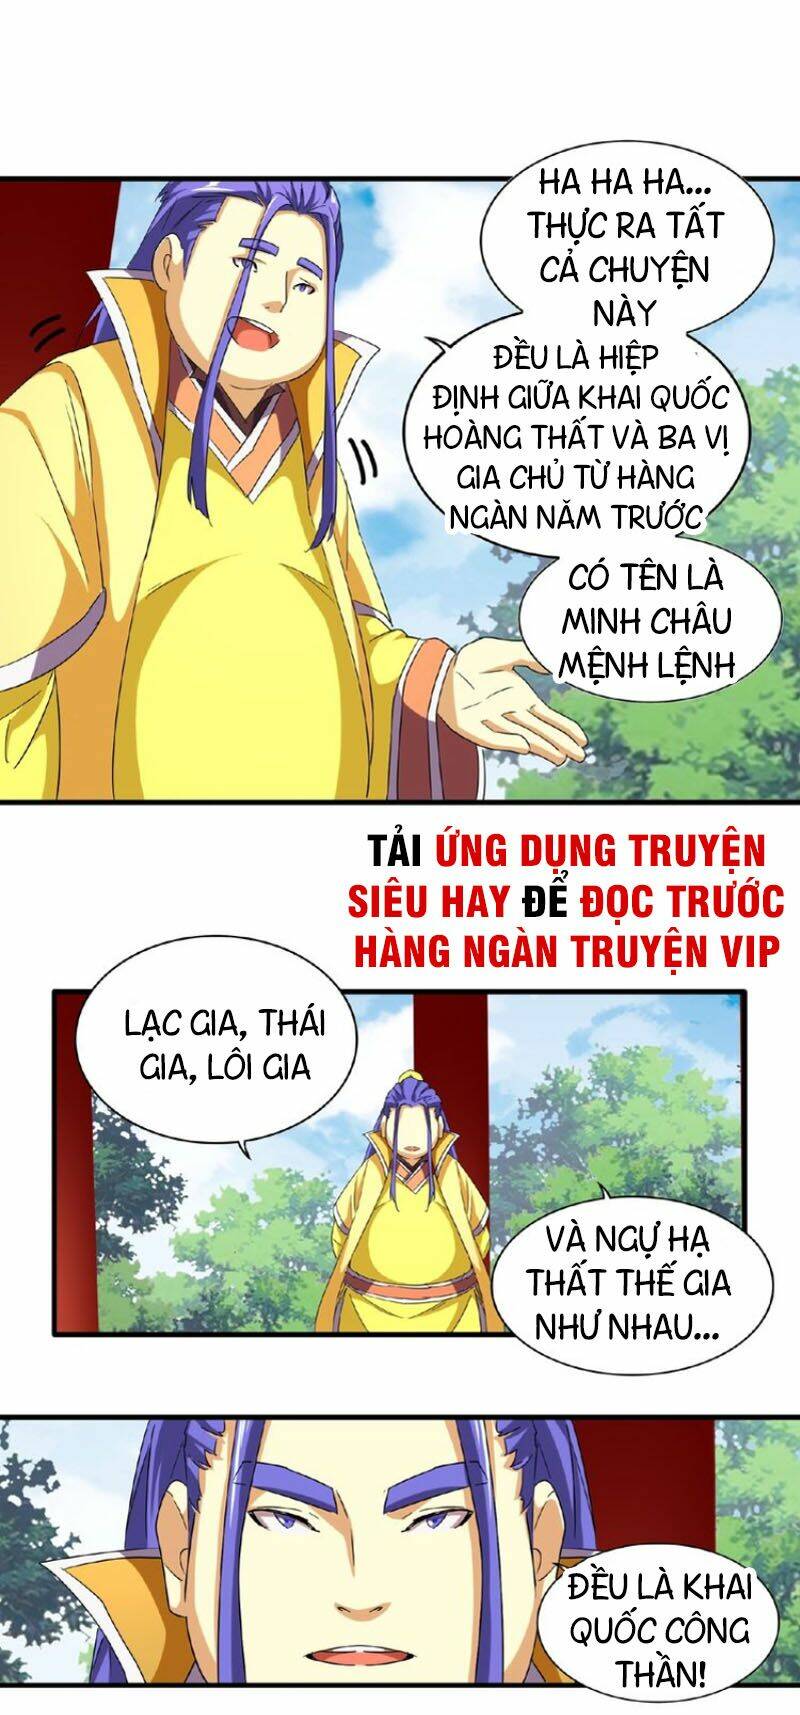 HA HA HA...
THỰC RA TẤT
CẢ CHUYỆN
NÀY
ĐỀU LÀ HIỆP
ĐỊNH GIỮA KHAI QUỐC
HOÀNG THẤT VÀ BA VỊ
GIA CHỦ TỪ HÀNG
NGÀN NĂM TRƯỚC
CÓ TÊN LÀ
MINH CHÂU
MỆNH LỆNH
TẢI ỨNG DỤNG TRUYỆN
SIÊU HAY ĐỂ ĐỌC TRƯỚC
HÀNG NGÀN TRUYỆN VIP
LẠC GIA, THÁI
GIA, LÔI GIA
VÀ NGỰ HẠ
THẤT THẾ GIA
NHƯ NHAU...
ĐỀU LÀ KHAI
QUỐC CÔNG
THẦN!